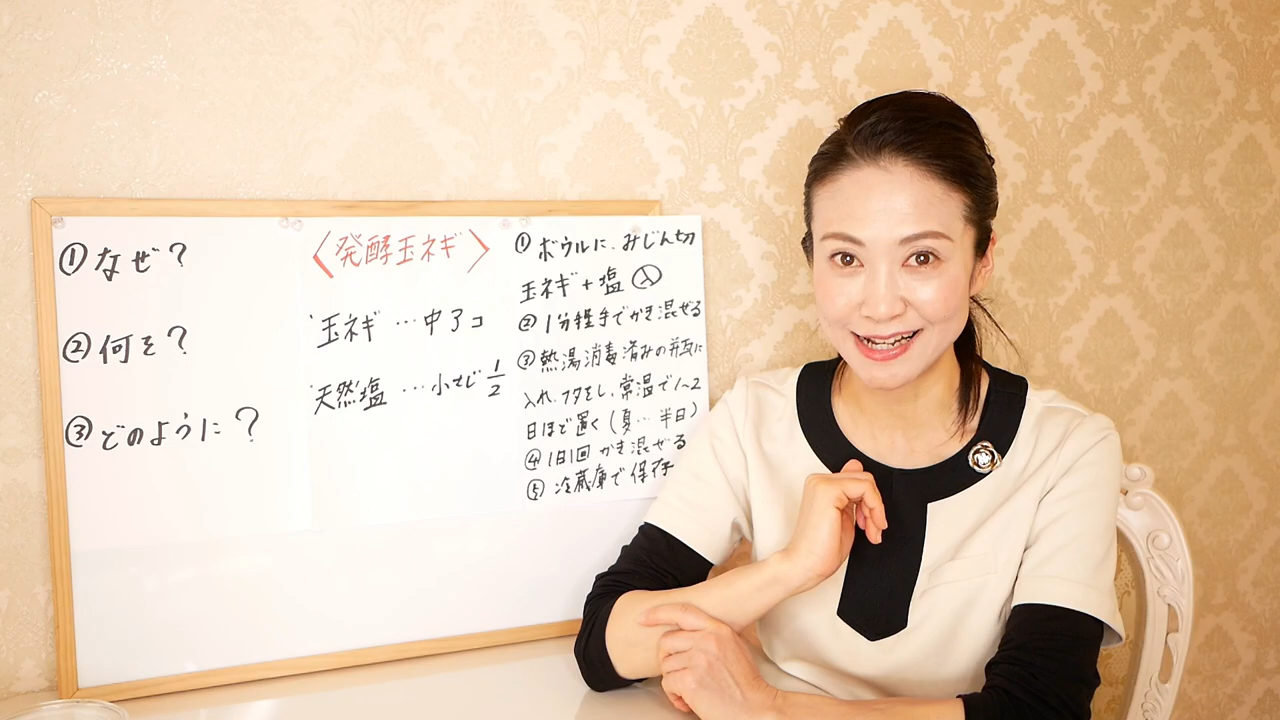 ①なぜ?
②何を?
③どのように?
〈発酵玉ネギ〉
玉ネギ…中1コ
天然塩…小さじ1/2
①ボウルに、みじん切
玉ネギ+塩㊅
②1分程手でかき混ぜる
③熱湯消毒済みの瓶に
入れ、フタをし、常温で1~2
日ほど置く(夏…半日)
④1日1回かき混ぜる
⑤冷蔵庫で保存